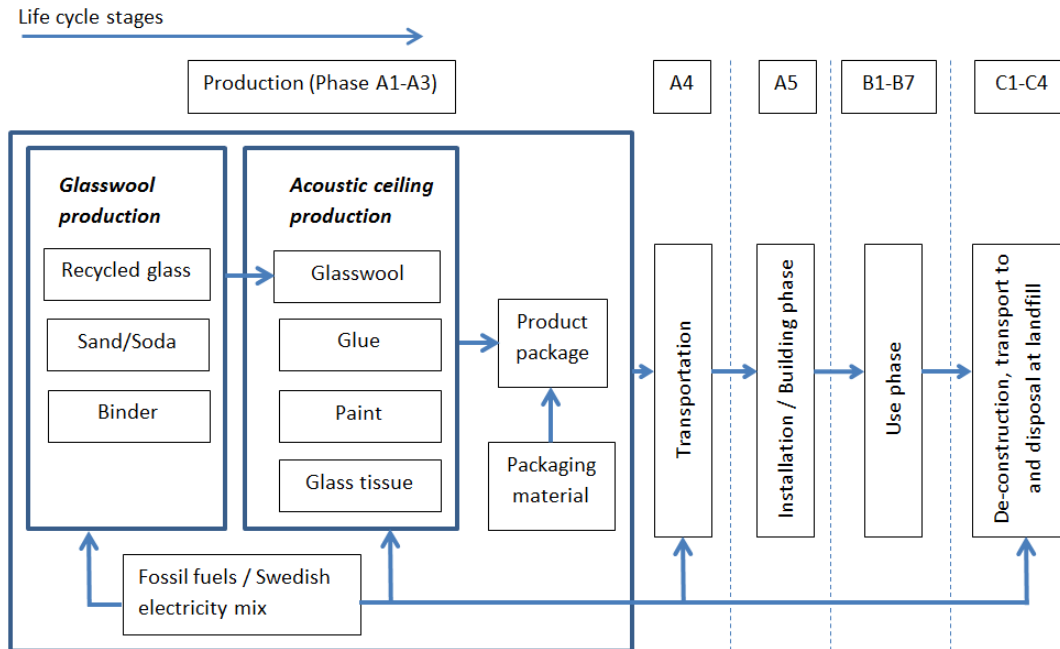 Life cycle stages
Production (Phase A1-A3)
A4
A5
B1-B7
C1-C4
Glasswool
production
Recycled glass
Sand/Soda
Binder
Acoustic ceiling
production
Glasswool
Glue
Paint
Glass tissue
Product
package
Packaging
material
Fossil fuels / Swedish
electricity mix
Transportation
Installation / Building phase
Use phase
De-construction, transport to
and disposal at landfill